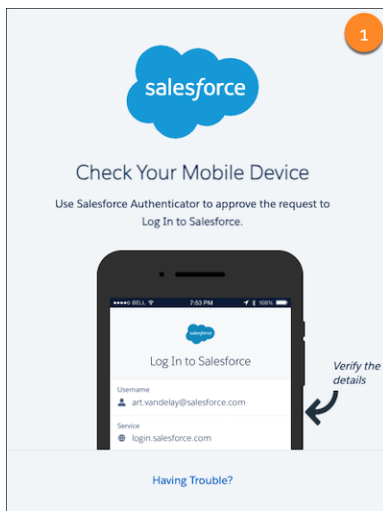 1
salesforce
Check Your Mobile Device
Use Salesforce Authenticator to approve the request to
Log In to Salesforce.
BELL 7:53 PM 100%
salesforce
Log In to Salesforce
Username
art.vandelay@salesforce.com
Verify the
details
Service
login.salesforce.com
Having Trouble?